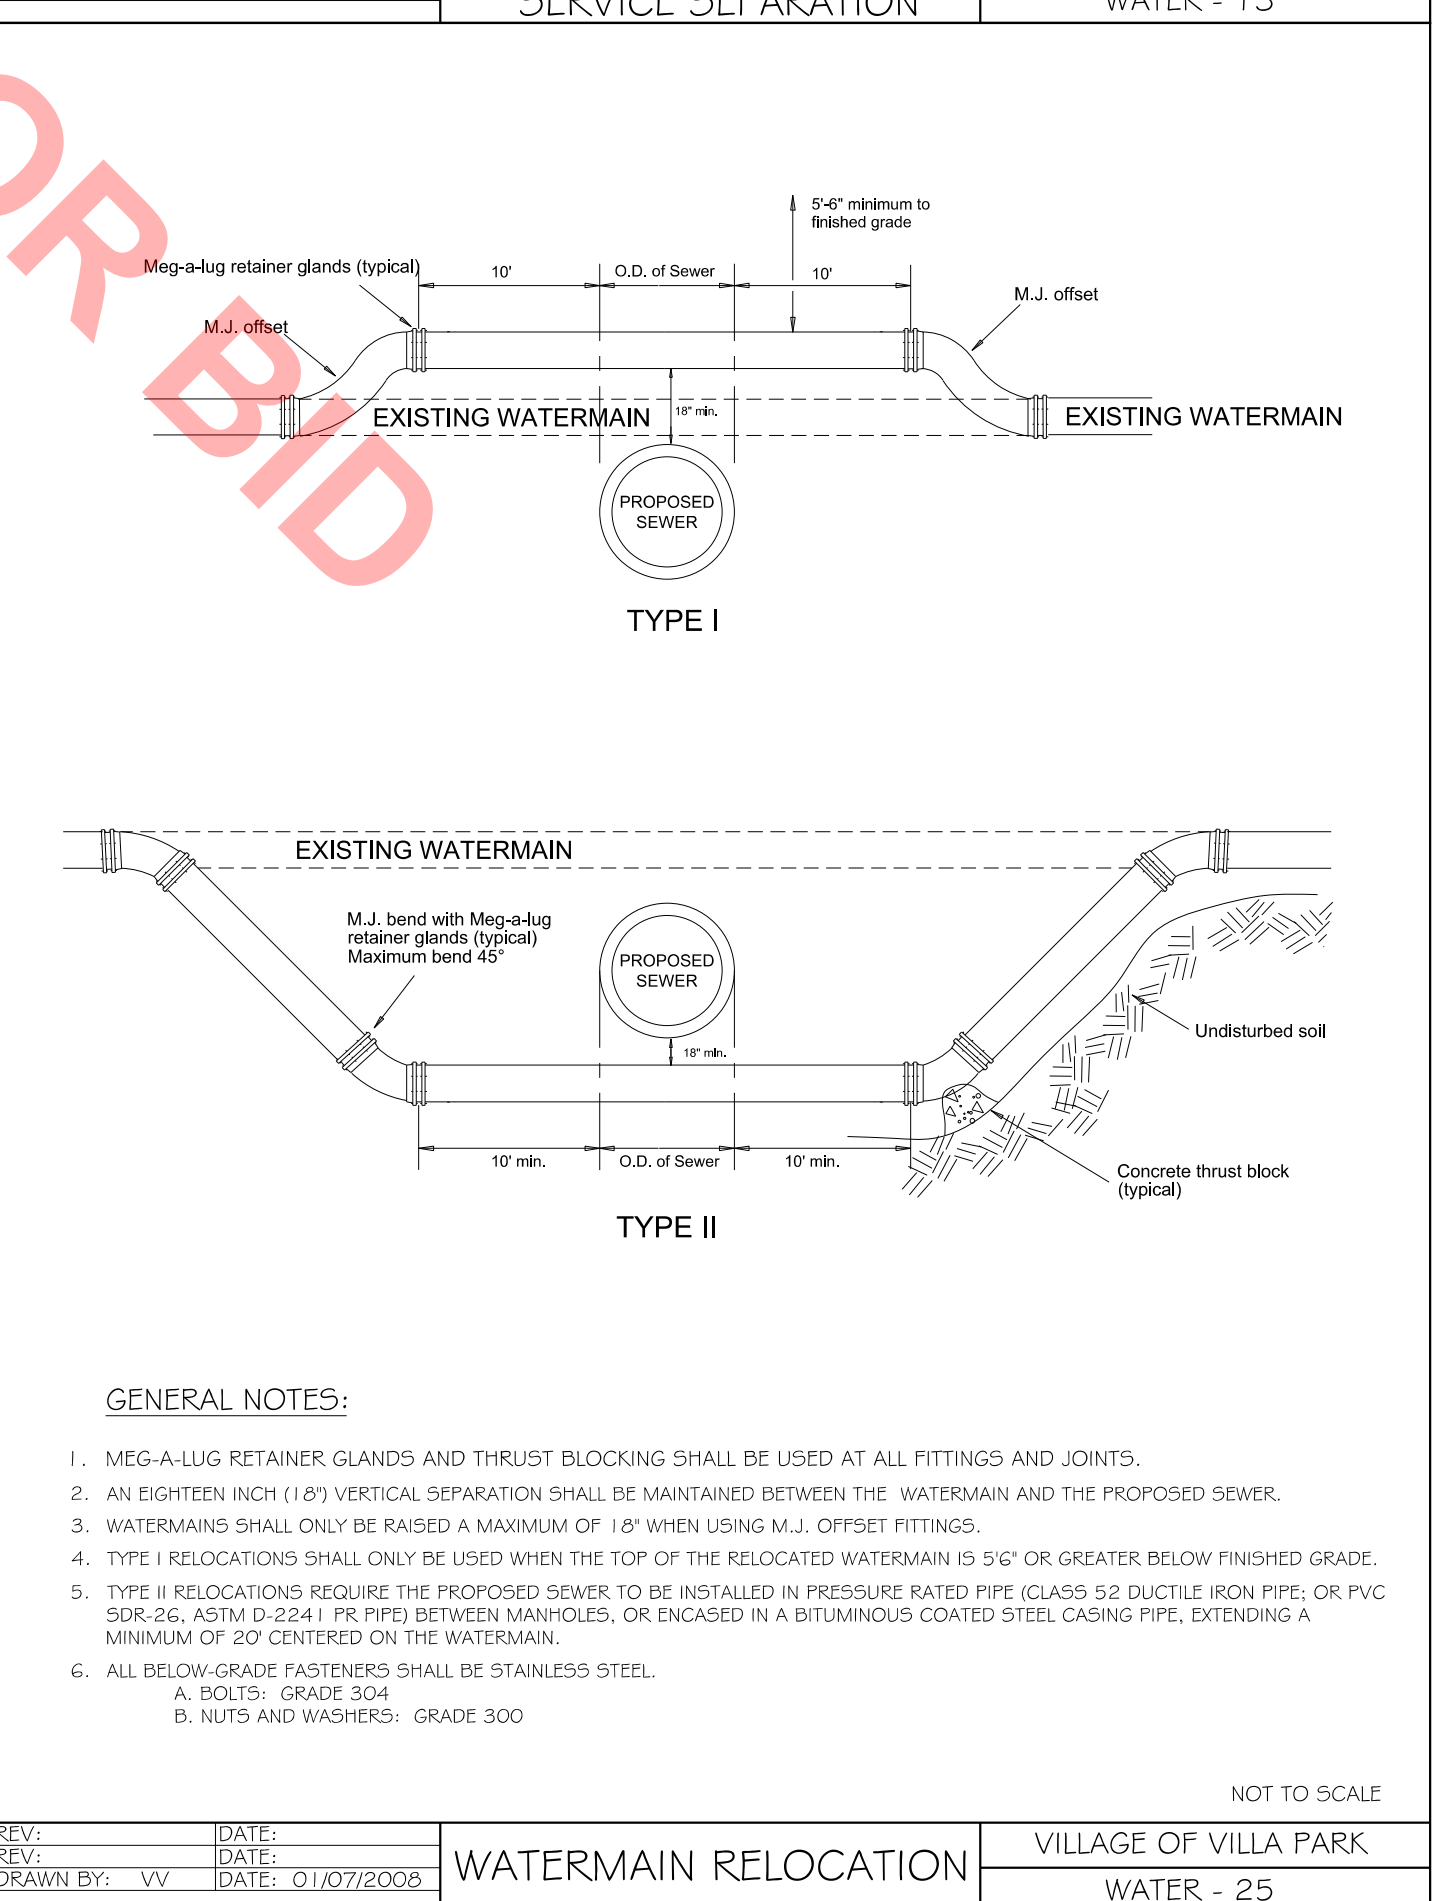 SERVICE SEPARATION
WATER - 13
OR BID
5'-6" minimum to
finished grade
Meg-a-lug retainer glands (typical)
10'
O.D. of Sewer
10'
M.J. offset
M.J. offset
EXISTING WATERMAIN
18" min.
EXISTING WATERMAIN
PROPOSED
SEWER
TYPE I
EXISTING WATERMAIN
M.J. bend with Meg-a-lug
retainer glands (typical)
Maximum bend 45°
PROPOSED
SEWER
18" min.
Undisturbed soil
10' min.
O.D. of Sewer
10' min.
Concrete thrust block
(typical)
TYPE II
GENERAL NOTES:
1. MEG-A-LUG RETAINER GLANDS AND THRUST BLOCKING SHALL BE USED AT ALL FITTINGS AND JOINTS.
2. AN EIGHTEEN INCH (18") VERTICAL SEPARATION SHALL BE MAINTAINED BETWEEN THE WATERMAIN AND THE PROPOSED SEWER.
3. WATERMAINS SHALL ONLY BE RAISED A MAXIMUM OF 18" WHEN USING M.J. OFFSET FITTINGS.
4. TYPE I RELOCATIONS SHALL ONLY BE USED WHEN THE TOP OF THE RELOCATED WATERMAIN IS 5'6" OR GREATER BELOW FINISHED GRADE.
5. TYPE II RELOCATIONS REQUIRE THE PROPOSED SEWER TO BE INSTALLED IN PRESSURE RATED PIPE (CLASS 52 DUCTILE IRON PIPE; OR PVC
SDR-26, ASTM D-2241 PR PIPE) BETWEEN MANHOLES, OR ENCASED IN A BITUMINOUS COATED STEEL CASING PIPE, EXTENDING A
MINIMUM OF 20' CENTERED ON THE WATERMAIN.
6. ALL BELOW-GRADE FASTENERS SHALL BE STAINLESS STEEL.
A. BOLTS: GRADE 304
B. NUTS AND WASHERS: GRADE 300
NOT TO SCALE
REV: DATE:
REV: DATE:
DRAWN BY: VV DATE: 01/07/2008
WATERMAIN RELOCATION
VILLAGE OF VILLA PARK
WATER - 25